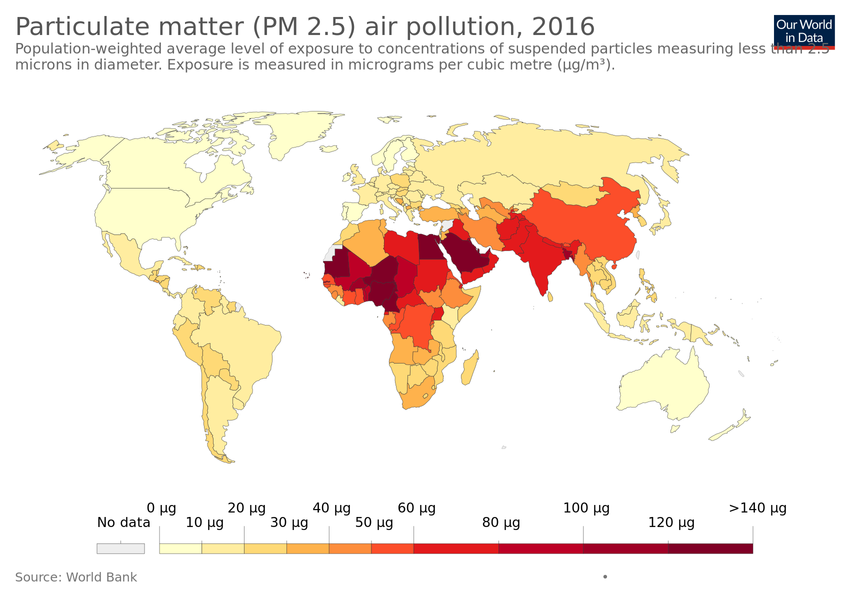 Particulate matter (PM 2.5) air pollution, 2016
Our World
in Data
Population-weighted average level of exposure to concentrations of suspended particles measuring less than 2.5
microns in diameter. Exposure is measured in micrograms per cubic metre (µg/m³).
0 µg 20 µg 40 µg 60 µg 100 µg >140 µg
No data 10 µg 30 µg 50 µg 80 µg 120 µg
Source: World Bank